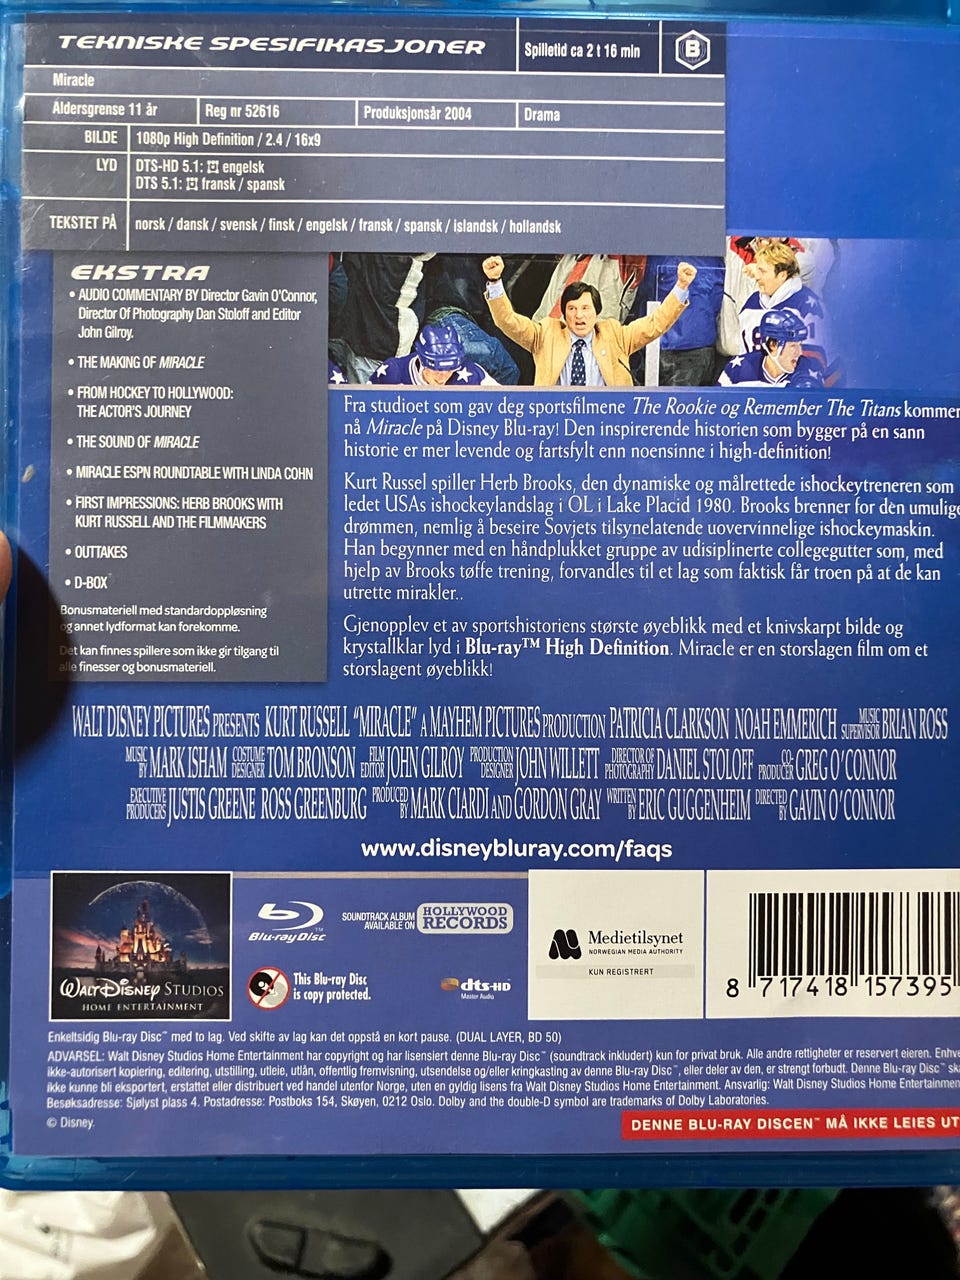 TEKNISKE SPESIFIKASJONER
Spilletid ca 2 t 16 min
B
Miracle
Aldersgrense 11 år
Reg nr 52616
Produksjonsår 2004
Drama
BILDE
1080p High Definition / 2.4 / 16x9
LYD
DTS-HD 5.1: engelsk
DTS 5.1: fransk / spansk
TEKSTET PÅ
norsk / dansk / svensk / finsk / engelsk / fransk / spansk / islandsk / hollandsk
EKSTRA
• AUDIO COMMENTARY BY Director Gavin O'Connor,
Director Of Photography Dan Stoloff and Editor
John Gilroy.
• THE MAKING OF MIRACLE
• FROM HOCKEY TO HOLLYWOOD:
THE ACTOR'S JOURNEY
• THE SOUND OF MIRACLE
• MIRACLE ESPN ROUNDTABLE WITH LINDA COHN
• FIRST IMPRESSIONS: HERB BROOKS WITH
KURT RUSSELL AND THE FILMMAKERS
• OUTTAKES
• D-BOX
Bonusmateriell med standardoppløsning
og annet lydformat kan forekomme.
Det kan finnes spillere som ikke gir tilgang til
alle finesser og bonusmateriell.
Fra studioet som gav deg sportsfilmene The Rookie og Remember The Titans kommer
nå Miracle på Disney Blu-ray! Den inspirerende historien som bygger på en sann
historie er mer levende og fartsfylt enn noensinne i high-definition!
Kurt Russel spiller Herb Brooks, den dynamiske og målrettede ishockeytreneren som
ledet USAs ishockeylandslag i OL i Lake Placid 1980. Brooks brenner for den umulige
drømmen, nemlig å beseire Sovjets tilsynelatende uovervinnelige ishockeymaskin.
Han begynner med en håndplukket gruppe av udisiplinerte collegegutter som, med
hjelp av Brooks tøffe trening, forvandles til et lag som faktisk får troen på at de kan
utrette mirakler..
Gjenopplev et av sportshistoriens største øyeblikk med et knivskarpt bilde og
krystallklar lyd i Blu-ray™ High Definition. Miracle er en storslagen film om et
storslagent øyeblikk!
WALT DISNEY PICTURES PRESENTS KURT RUSSELL "MIRACLE" A MAYHEM PICTURES PRODUCTION PATRICIA CLARKSON NOAH EMMERICH MUSIC SUPERVISOR BRIAN ROSS
MUSIC BY MARK ISHAM COSTUME DESIGNER TOM BRONSON FILM EDITOR JOHN GILROY PRODUCTION DESIGNER JOHN WILLETT DIRECTOR OF PHOTOGRAPHY DANIEL STOLOFF CO-PRODUCER GREG O'CONNOR
EXECUTIVE PRODUCERS JUSTIS GREENE ROSS GREENBURG PRODUCED BY MARK CIARDI AND GORDON GRAY WRITTEN BY ERIC GUGGENHEIM DIRECTED BY GAVIN O'CONNOR
www.disneybluray.com/faqs
WALT DISNEY STUDIOS
HOME ENTERTAINMENT
Blu-ray Disc™
SOUNDTRACK ALBUM
AVAILABLE ON
HOLLYWOOD
RECORDS
This Blu-ray Disc
is copy protected.
dts-HD
Master Audio
Medietilsynet
NORWEGIAN MEDIA AUTHORITY
KUN REGISTRERT
8 717418 157395
Enkeltsidig Blu-ray Disc™ med to lag. Ved skifte av lag kan det oppstå en kort pause. (DUAL LAYER, BD 50)
ADVARSEL: Walt Disney Studios Home Entertainment har copyright og har lisensiert denne Blu-ray Disc™ (soundtrack inkludert) kun for privat bruk. Alle andre rettigheter er reservert eieren. Enhve
ikke-autorisert kopiering, editering, utstilling, utleie, utlån, offentlig fremvisning, utsendelse og/eller kringkasting av denne Blu-ray Disc™, eller deler av den, er strengt forbudt. Denne Blu-ray Disc™ ska
ikke kunne bli eksportert, erstattet eller distribuert ved handel utenfor Norge, uten en gyldig lisens fra Walt Disney Studios Home Entertainment. Ansvarlig: Walt Disney Studios Home Entertainmen
Besøksadresse: Sjølyst plass 4. Postadresse: Postboks 154, Skøyen, 0212 Oslo. Dolby and the double-D symbol are trademarks of Dolby Laboratories.
© Disney.
DENNE BLU-RAY DISCEN™ MÅ IKKE LEIES UT